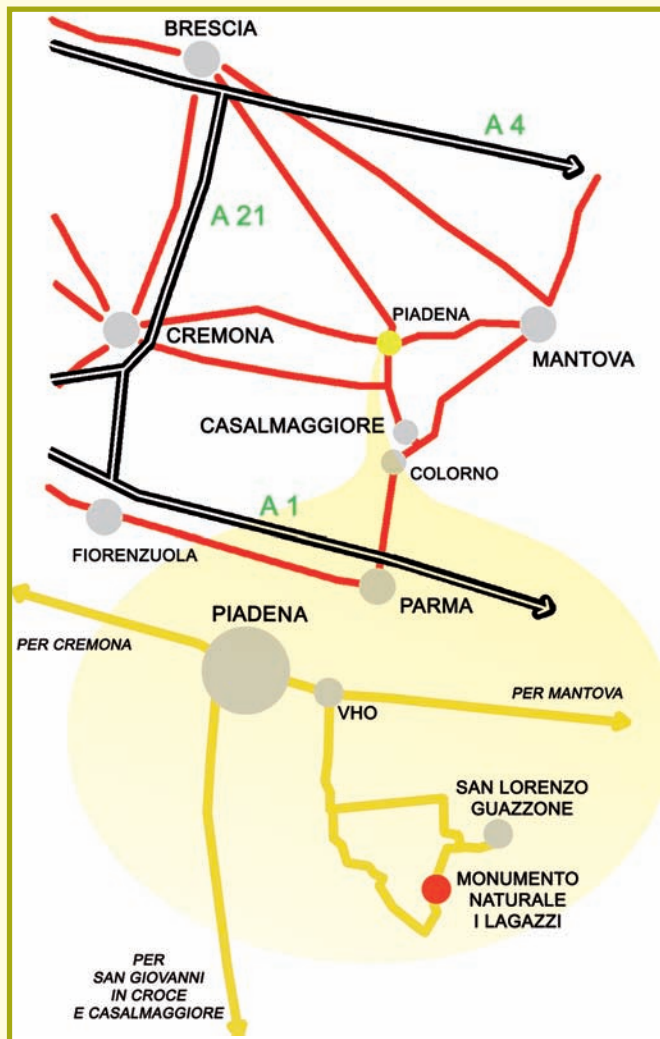 BRESCIA
A 4
A 21
PIADENA
CREMONA
MANTOVA
CASALMAGGIORE
COLORNO
A 1
FIORENZUOLA
PARMA
PIADENA
PER CREMONA
PER MANTOVA
VHO
SAN LORENZO
GUAZZONE
MONUMENTO
NATURALE
I LAGAZZI
PER
SAN GIOVANNI
IN CROCE
E CASALMAGGIORE